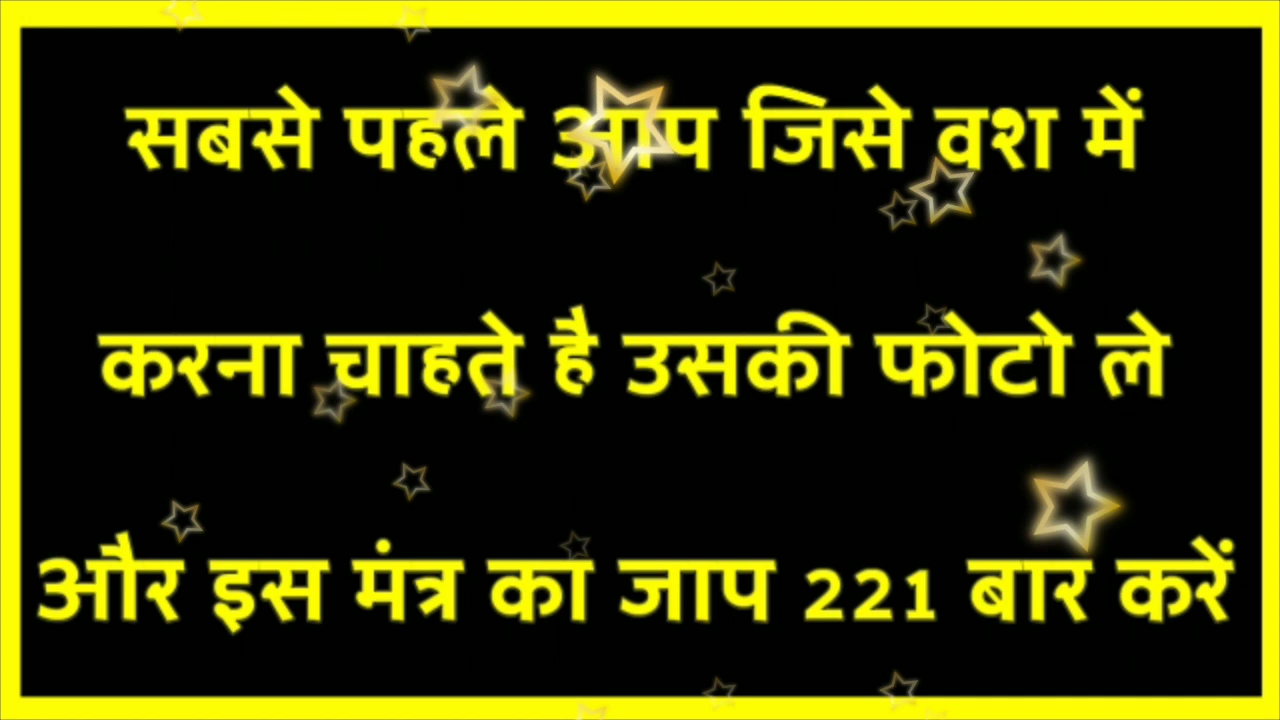 सबसे पहले आप जिसे वश में
करना चाहते है उसकी फोटो ले
और इस मंत्र का जाप 221 बार करें